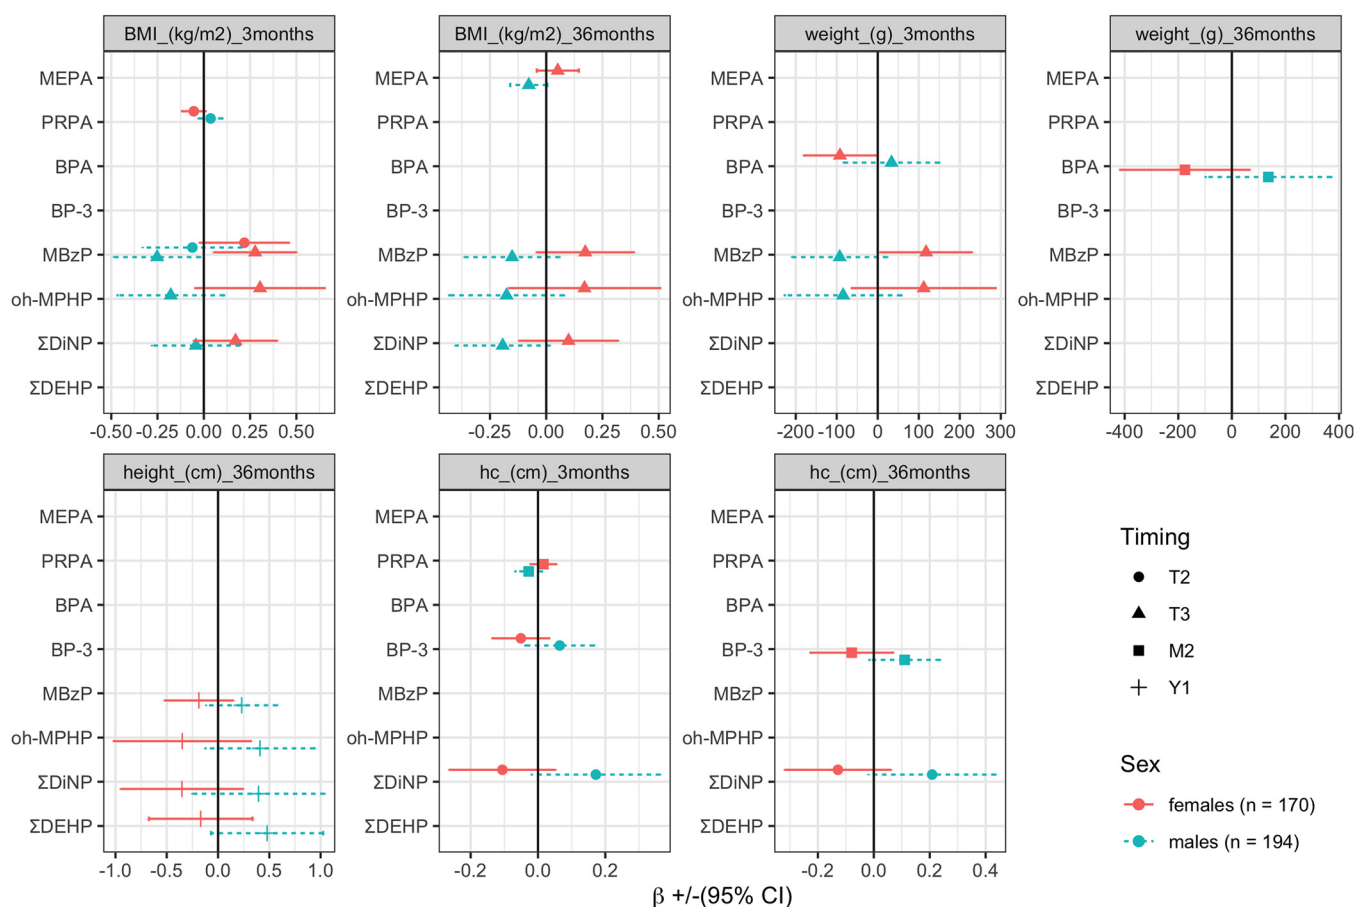 BMI_(kg/m2)_3months
MEPA
PRPA
BPA
BP-3
MBzP
oh-MPHP
ΣDiNP
ΣDEHP
-0.50 -0.25 0.00 0.25 0.50
BMI_(kg/m2)_36months
MEPA
PRPA
BPA
BP-3
MBzP
oh-MPHP
ΣDiNP
ΣDEHP
-0.25 0.00 0.25 0.50
weight_(g)_3months
MEPA
PRPA
BPA
BP-3
MBzP
oh-MPHP
ΣDiNP
ΣDEHP
-200 -100 0 100 200 300
weight_(g)_36months
MEPA
PRPA
BPA
BP-3
MBzP
oh-MPHP
ΣDiNP
ΣDEHP
-400 -200 0 200 400
height_(cm)_36months
MEPA
PRPA
BPA
BP-3
MBzP
oh-MPHP
ΣDiNP
ΣDEHP
-1.0 -0.5 0.0 0.5 1.0
hc_(cm)_3months
MEPA
PRPA
BPA
BP-3
MBzP
oh-MPHP
ΣDiNP
ΣDEHP
-0.2 0.0 0.2
hc_(cm)_36months
MEPA
PRPA
BPA
BP-3
MBzP
oh-MPHP
ΣDiNP
ΣDEHP
-0.2 0.0 0.2 0.4
β +/-(95% CI)
Timing
T2
T3
M2
Y1
Sex
females (n = 170)
males (n = 194)